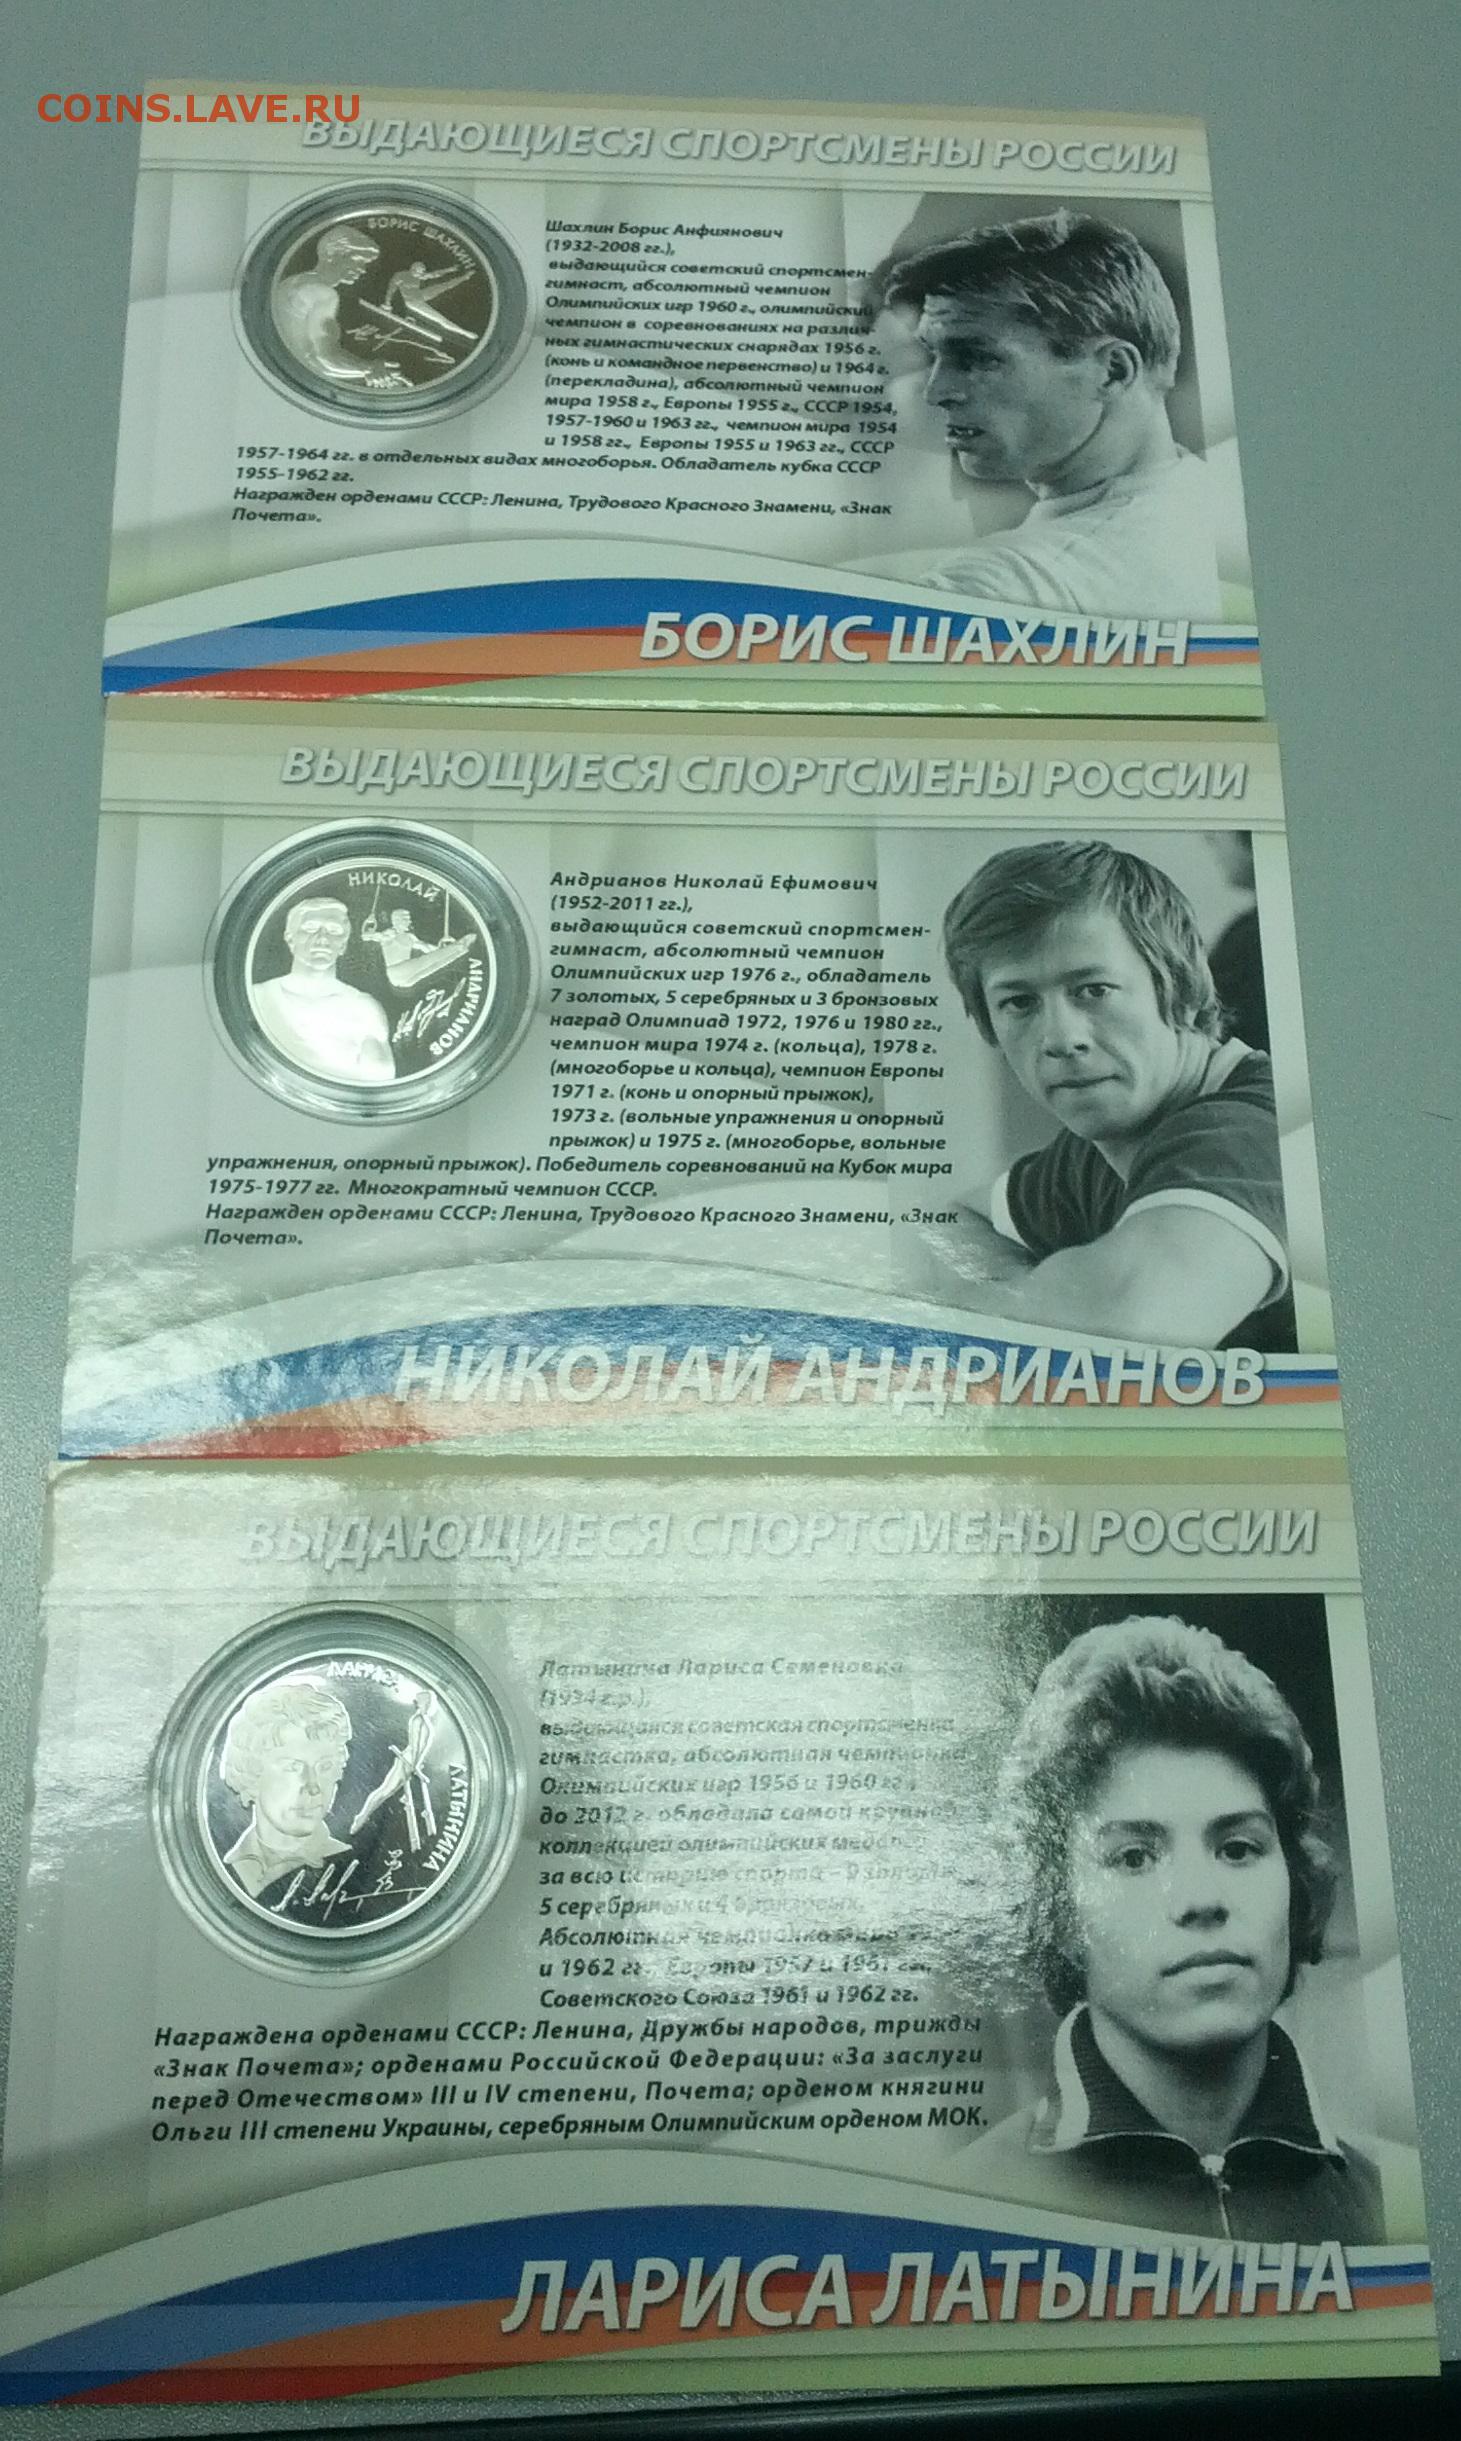 COINS.LAVE.RU
ВЫДАЮЩИЕСЯ СПОРТСМЕНЫ РОССИИ
БОРИС ШАХЛИН
Шахлин Борис Анфиянович
(1932-2008 гг.),
выдающийся советский спортсмен-
гимнаст, абсолютный чемпион
Олимпийских игр 1960 г., олимпийский
чемпион в соревнованиях на различ-
ных гимнастических снарядах 1956 г.
(конь и командное первенство) и 1964 г.
(перекладина), абсолютный чемпион
мира 1958 г., Европы 1955 г., СССР 1954,
1957-1960 и 1963 гг., чемпион мира 1954
и 1958 гг., Европы 1955 и 1963 гг., СССР
1957-1964 гг. в отдельных видах многоборья. Обладатель кубка СССР
1955-1962 гг.
Награжден орденами СССР: Ленина, Трудового Красного Знамени, «Знак
Почета».
БОРИС ШАХЛИН
ВЫДАЮЩИЕСЯ СПОРТСМЕНЫ РОССИИ
НИКОЛАЙ
АНДРИАНОВ
Андрианов Николай Ефимович
(1952-2011 гг.),
выдающийся советский спортсмен-
гимнаст, абсолютный чемпион
Олимпийских игр 1976 г., обладатель
7 золотых, 5 серебряных и 3 бронзовых
наград Олимпиад 1972, 1976 и 1980 гг.,
чемпион мира 1974 г. (кольца), 1978 г.
(многоборье и кольца), чемпион Европы
1971 г. (конь и опорный прыжок),
1973 г. (вольные упражнения и опорный
прыжок) и 1975 г. (многоборье, вольные
упражнения, опорный прыжок). Победитель соревнований на Кубок мира
1975-1977 гг. Многократный чемпион СССР.
Награжден орденами СССР: Ленина, Трудового Красного Знамени, «Знак
Почета».
НИКОЛАЙ АНДРИАНОВ
ВЫДАЮЩИЕСЯ СПОРТСМЕНЫ РОССИИ
ЛАРИСА
ЛАТЫНИНА
Латынина Лариса Семеновна
(1934 г.р.),
выдающаяся советская спортсменка
гимнастка, абсолютная чемпионка
Олимпийских игр 1956 и 1960 гг.,
до 2012 г. обладала самой крупной
коллекцией олимпийских медалей
за всю историю спорта - 9 золотых,
5 серебряных и 4 бронзовых.
Абсолютная чемпионка мира
и 1962 гг., Европы 1957 и 1961 гг.,
Советского Союза 1961 и 1962 гг.
Награждена орденами СССР: Ленина, Дружбы народов, трижды
«Знак Почета»; орденами Российской Федерации: «За заслуги
перед Отечеством» III и IV степени, Почета; орденом княгини
Ольги III степени Украины, серебряным Олимпийским орденом МОК.
ЛАРИСА ЛАТЫНИНА